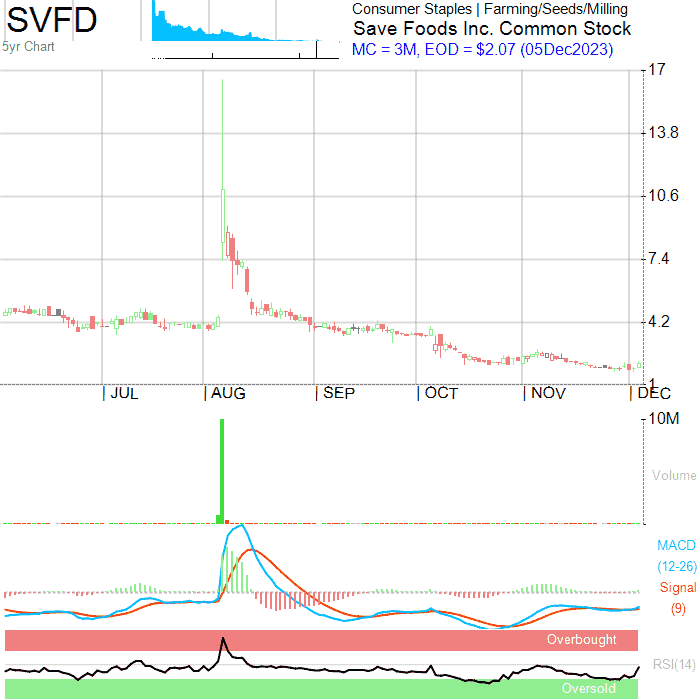 SVFD
5yr Chart
Consumer Staples | Farming/Seeds/Milling
Save Foods Inc. Common Stock
MC = 3M, EOD = $2.07 (05Dec2023)
17
13.8
10.6
7.4
4.2
1
JUL
AUG
SEP
OCT
NOV
DEC
10M
Volume
MACD
(12-26)
Signal
(9)
Overbought
RSI(14)
Oversold